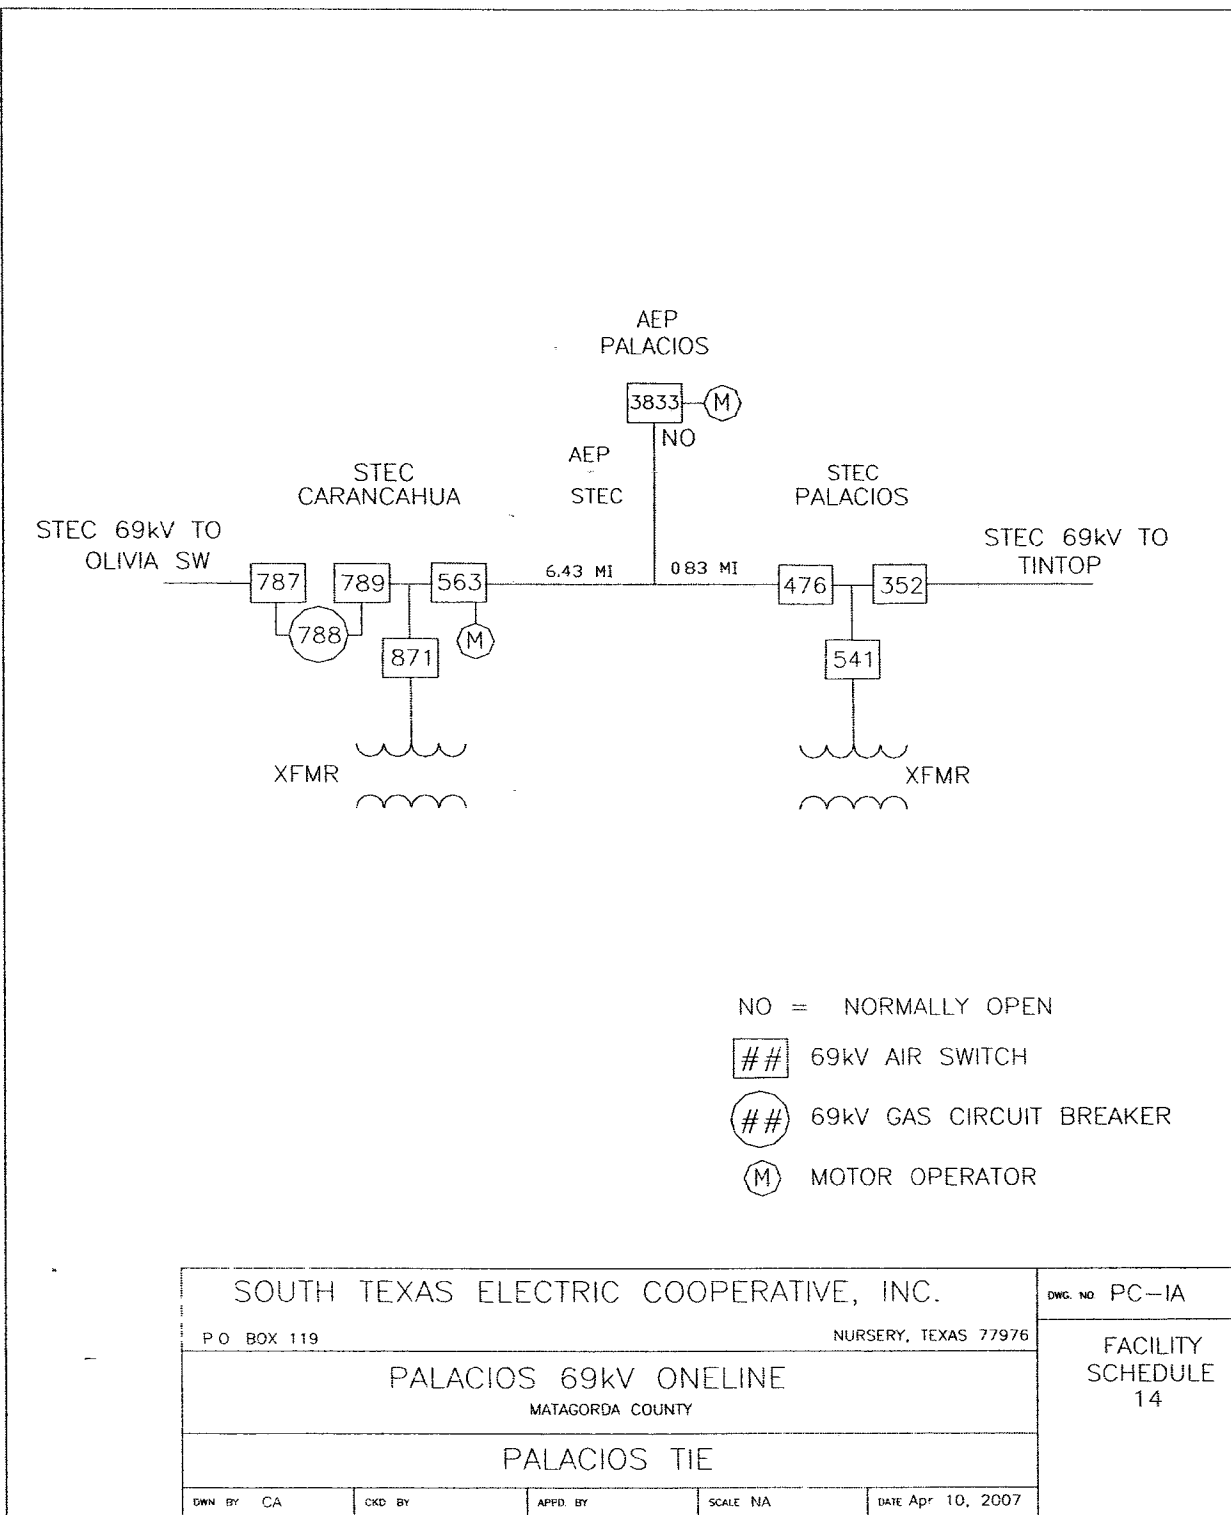 AEP
PALACIOS
3833
M
NO
AEP
STEC
STEC
CARANCAHUA
STEC
PALACIOS
STEC 69kV TO
OLIVIA SW
STEC 69kV TO
TINTOP
787
789
563
6.43 MI
0 83 MI
476
352
788
M
871
541
XFMR
XFMR
NO = NORMALLY OPEN
## 69kV AIR SWITCH
## 69kV GAS CIRCUIT BREAKER
M MOTOR OPERATOR
SOUTH TEXAS ELECTRIC COOPERATIVE, INC.
P O BOX 119
NURSERY, TEXAS 77976
PALACIOS 69kV ONELINE
MATAGORDA COUNTY
PALACIOS TIE
DWN BY CA
CKD BY
APPD. BY
SCALE NA
DATE Apr 10, 2007
DWG. NO PC-IA
FACILITY
SCHEDULE
14